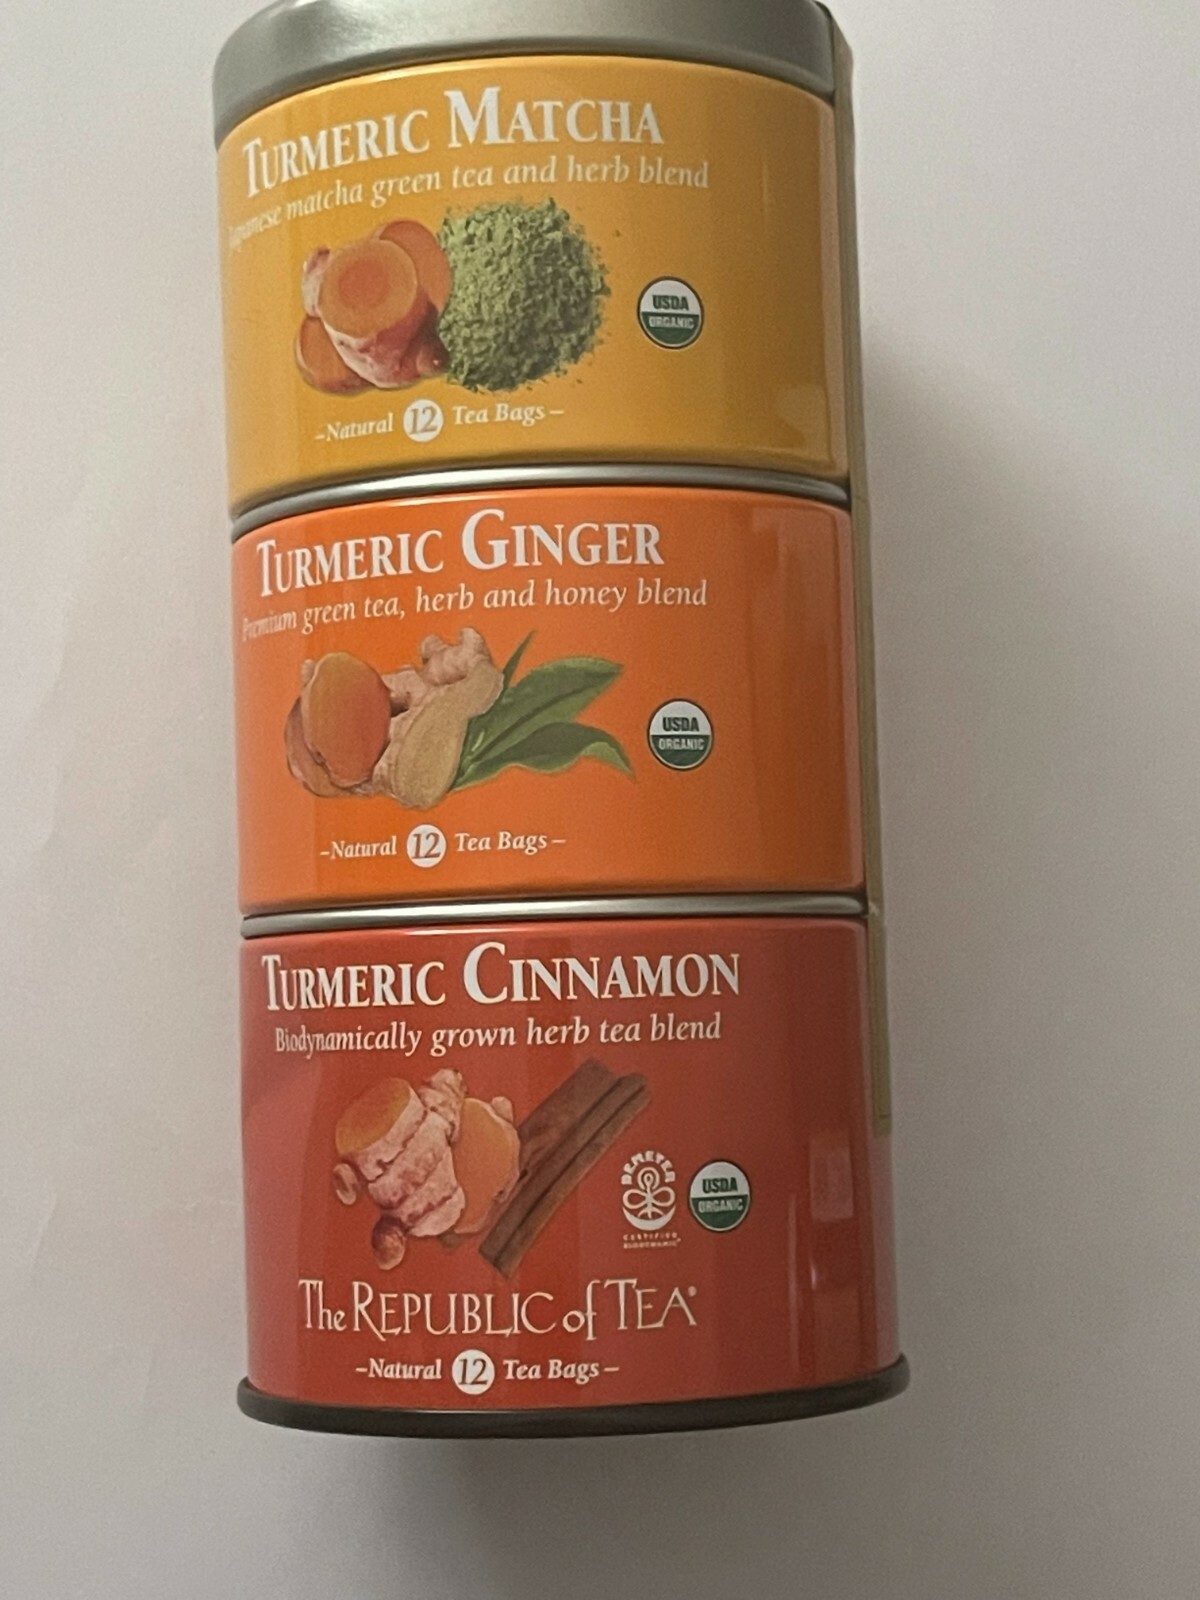 TURMERIC MATCHA
Japanese matcha green tea and herb blend
USDA
ORGANIC
–Natural 12 Tea Bags–
TURMERIC GINGER
Premium green tea, herb and honey blend
USDA
ORGANIC
–Natural 12 Tea Bags–
TURMERIC CINNAMON
Biodynamically grown herb tea blend
DEMETER
CERTIFIED
BIODYNAMIC®
USDA
ORGANIC
The REPUBLIC of TEA®
–Natural 12 Tea Bags–